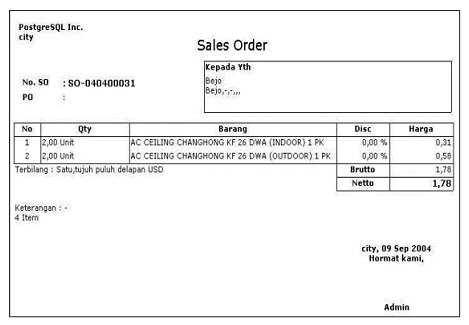 PostgreSQL Inc.
city
Sales Order
Kepada Yth
Bejo
Bejo,-,-,,,
No. SO : SO-040400031
PO :
No Qty Barang Disc Harga
1 2,00 Unit AC CEILING CHANGHONG KF 26 DWA (INDOOR) 1 PK 0,00 % 0,31
2 2,00 Unit AC CEILING CHANGHONG KF 26 DWA (OUTDOOR) 1 PK 0,00 % 0,58
Terbilang : Satu,tujuh puluh delapan USD Brutto 1,78
Netto 1,78
Keterangan : -
4 Item
city, 09 Sep 2004
Hormat kami,
Admin